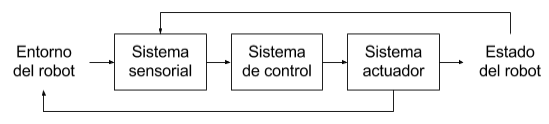 Entorno
del robot
Sistema
sensorial
Sistema
de control
Sistema
actuador
Estado
del robot